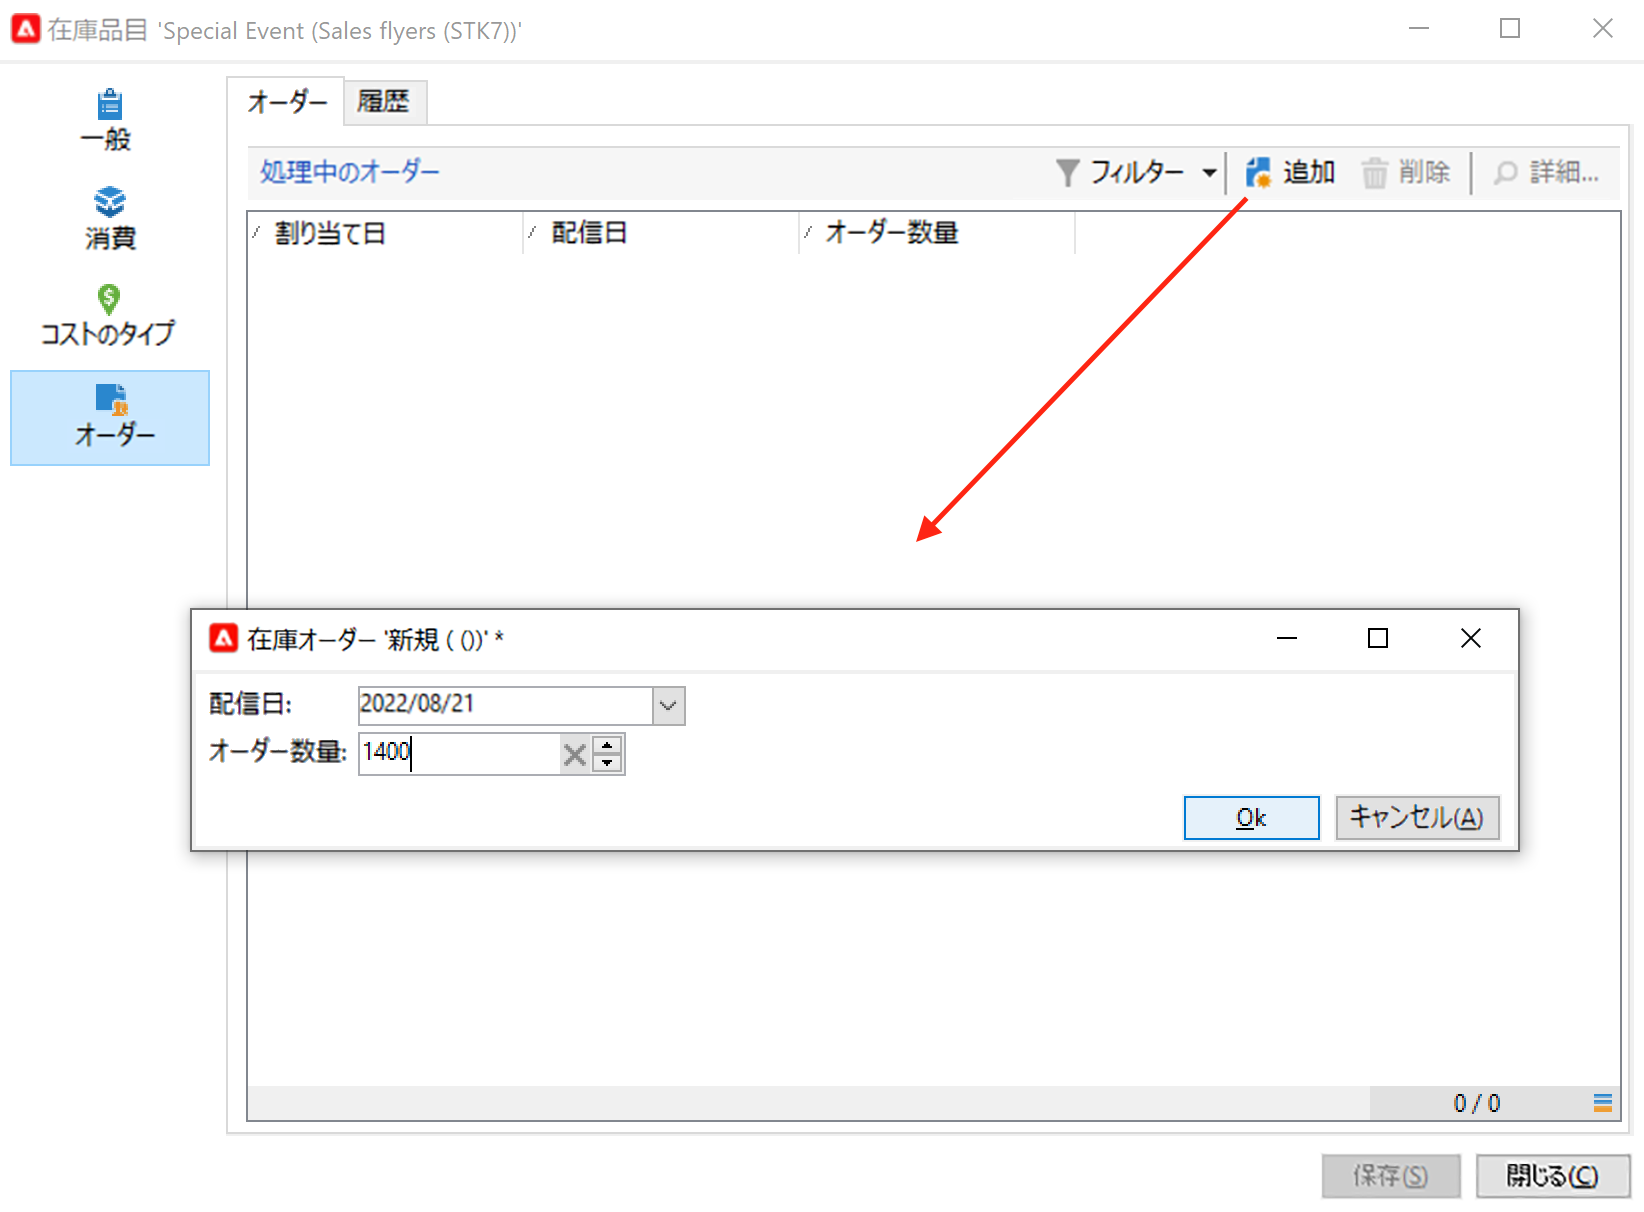 在庫品目 'Special Event (Sales flyers (STK7))'
一般
消費
コストのタイプ
オーダー
オーダー 履歴
処理中のオーダー フィルター 追加 削除 詳細...
割り当て日 配信日 オーダー数量
在庫オーダー '新規 ( ())' *
配信日: 2022/08/21
オーダー数量: 1400
Ok キャンセル(A)
0 / 0
保存(S) 閉じる(C)